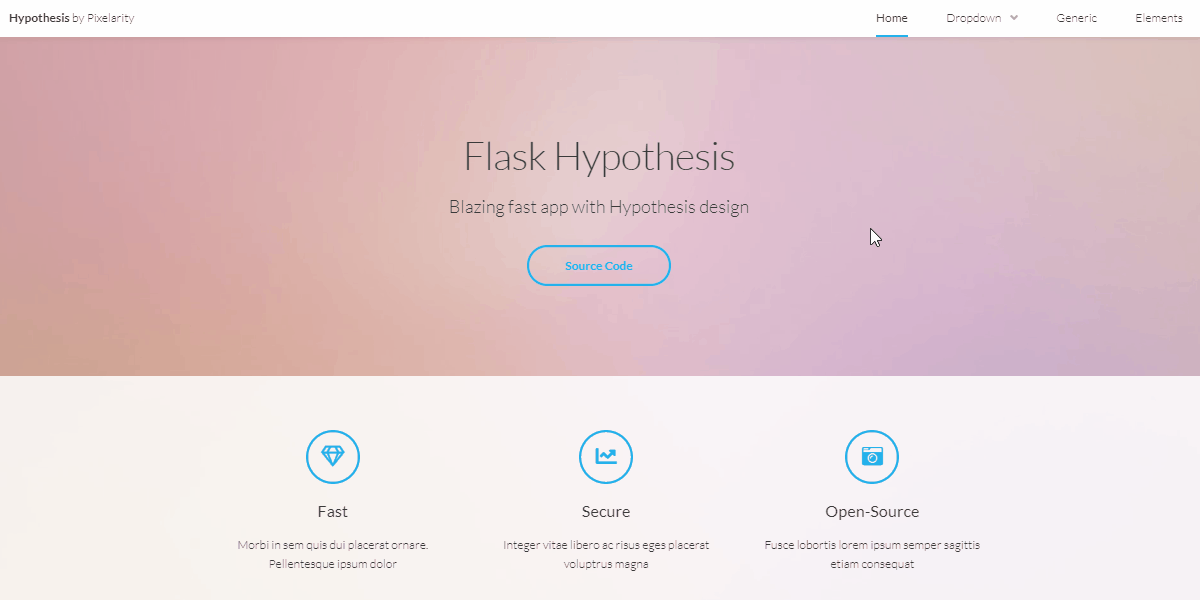 Hypothesis by Pixelarity
Home Dropdown Generic Elements
Flask Hypothesis
Blazing fast app with Hypothesis design
Source Code
Fast
Morbi in sem quis dui placerat ornare.
Pellentesque ipsum dolor
Secure
Integer vitae libero ac risus eges placerat
voluptrus magna
Open-Source
Fusce lobortis lorem ipsum semper sagittis
etiam consequat